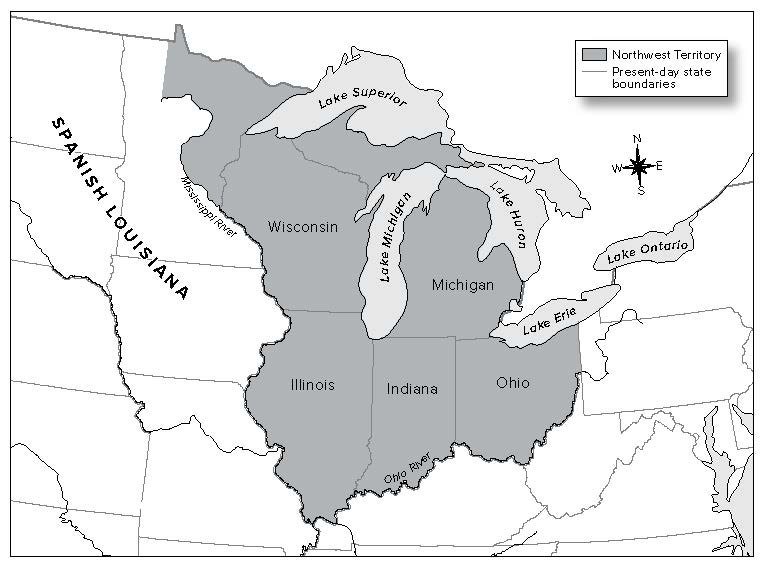 Northwest Territory
Present-day state
boundaries
N
W E
S
Lake Superior
SPANISH LOUISIANA
Mississippi River
Wisconsin
Lake Michigan
Lake Huron
Lake Ontario
Michigan
Lake Erie
Illinois
Indiana
Ohio
Ohio River